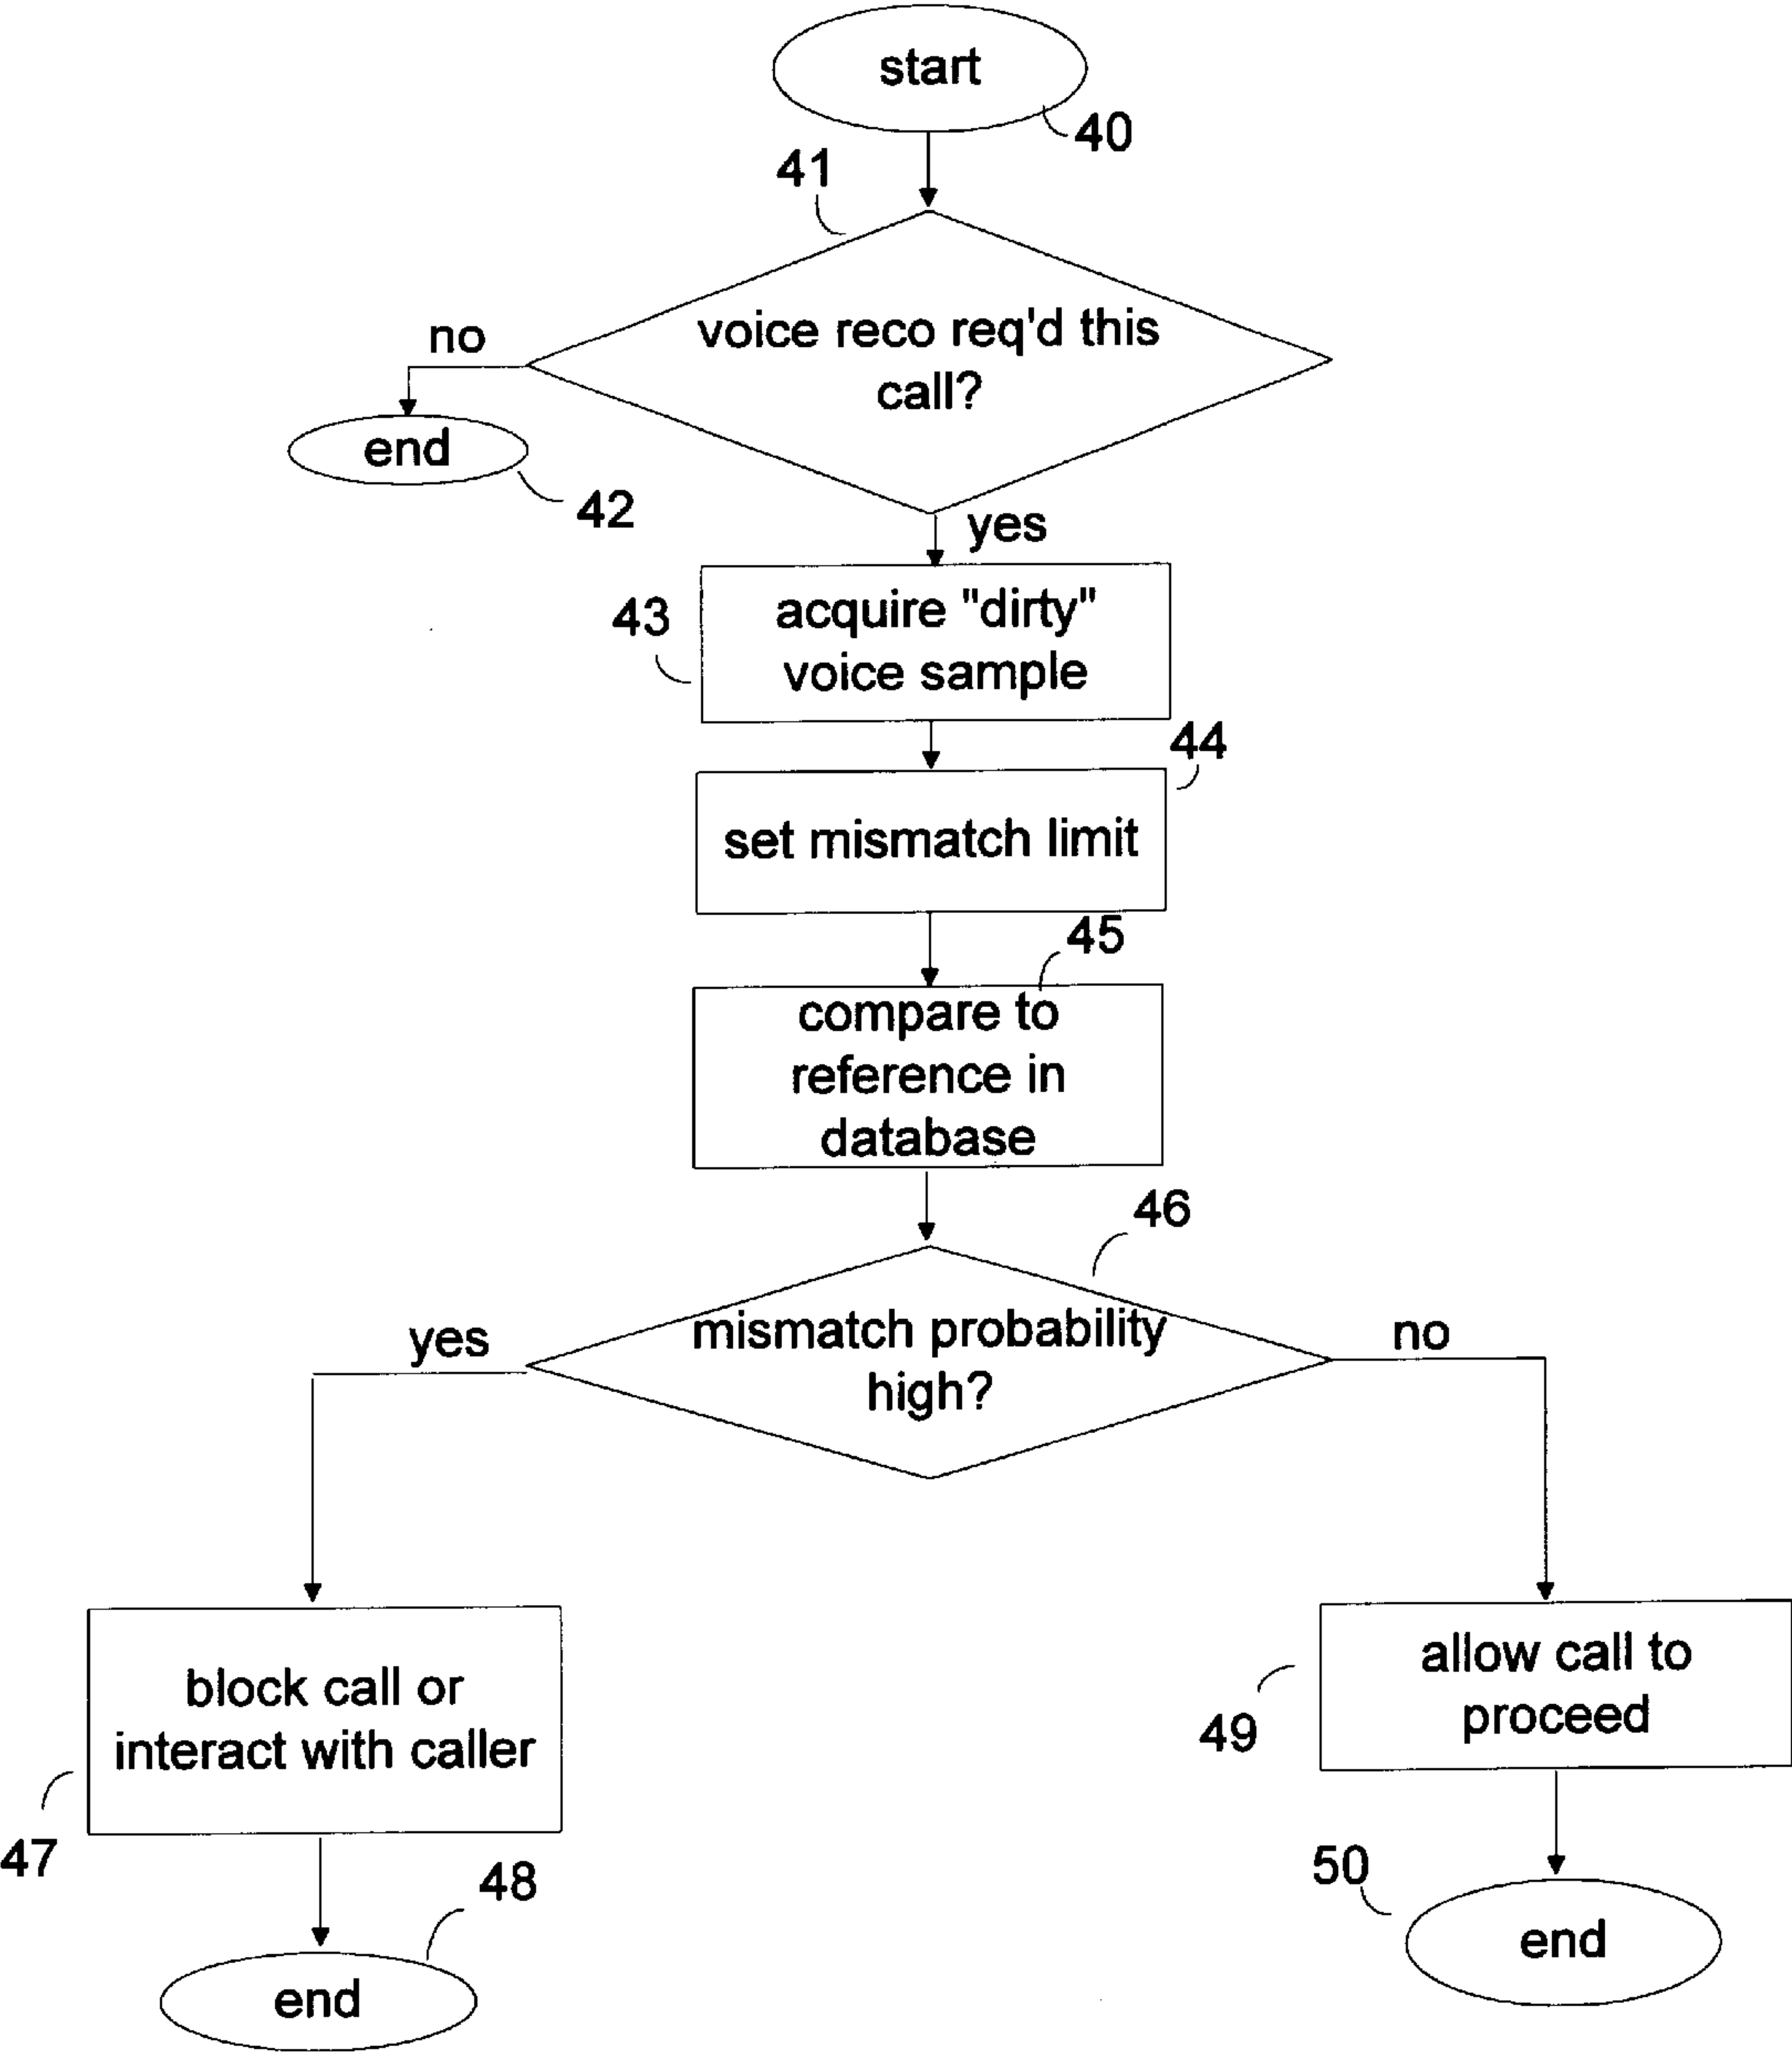 start
40
41
voice reco req'd this
call?
no
end
42
yes
acquire "dirty"
voice sample
43
44
set mismatch limit
45
compare to
reference in
database
46
mismatch probability
high?
yes
no
block call or
interact with caller
47
48
end
allow call to
proceed
49
50
end